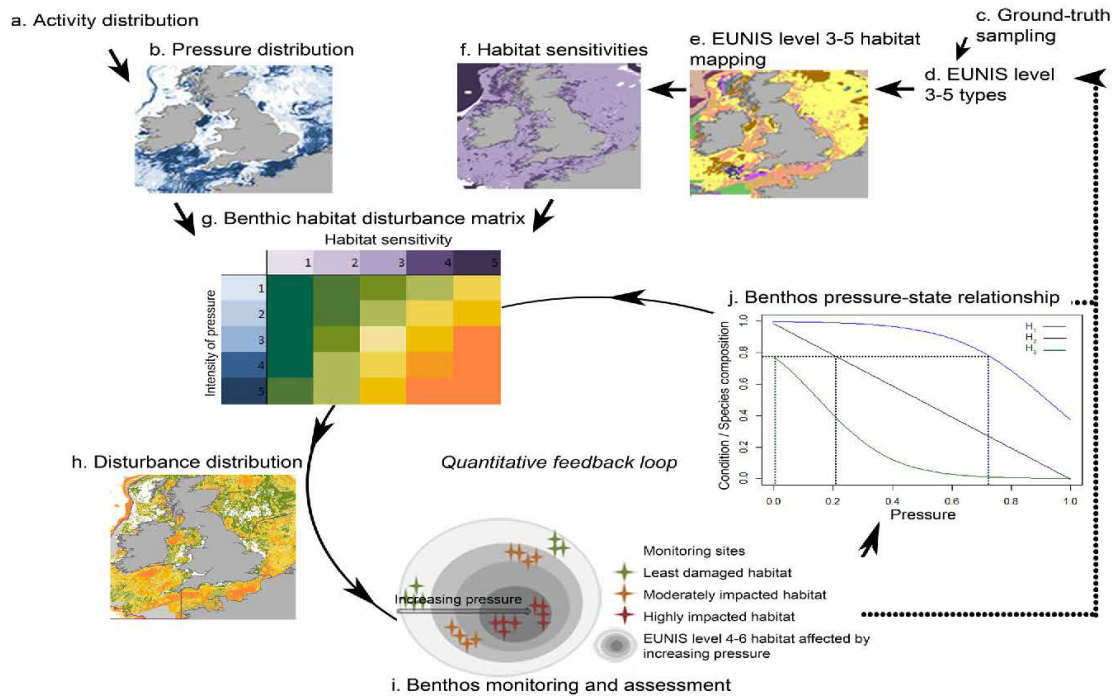 a. Activity distribution
b. Pressure distribution
f. Habitat sensitivities
e. EUNIS level 3-5 habitat
mapping
c. Ground-truth
sampling
d. EUNIS level
3-5 types
g. Benthic habitat disturbance matrix
Habitat sensitivity
1 2 3 4 5
Intensity of pressure
1
2
3
4
5
j. Benthos pressure-state relationship
Condition / Species composition
1.0
0.8
0.6
0.4
0.2
0.0
H1
H2
H3
0.0 0.2 0.4 0.6 0.8 1.0
Pressure
h. Disturbance distribution
Quantitative feedback loop
Increasing pressure
Monitoring sites
Least damaged habitat
Moderately impacted habitat
Highly impacted habitat
EUNIS level 4-6 habitat affected by
increasing pressure
i. Benthos monitoring and assessment